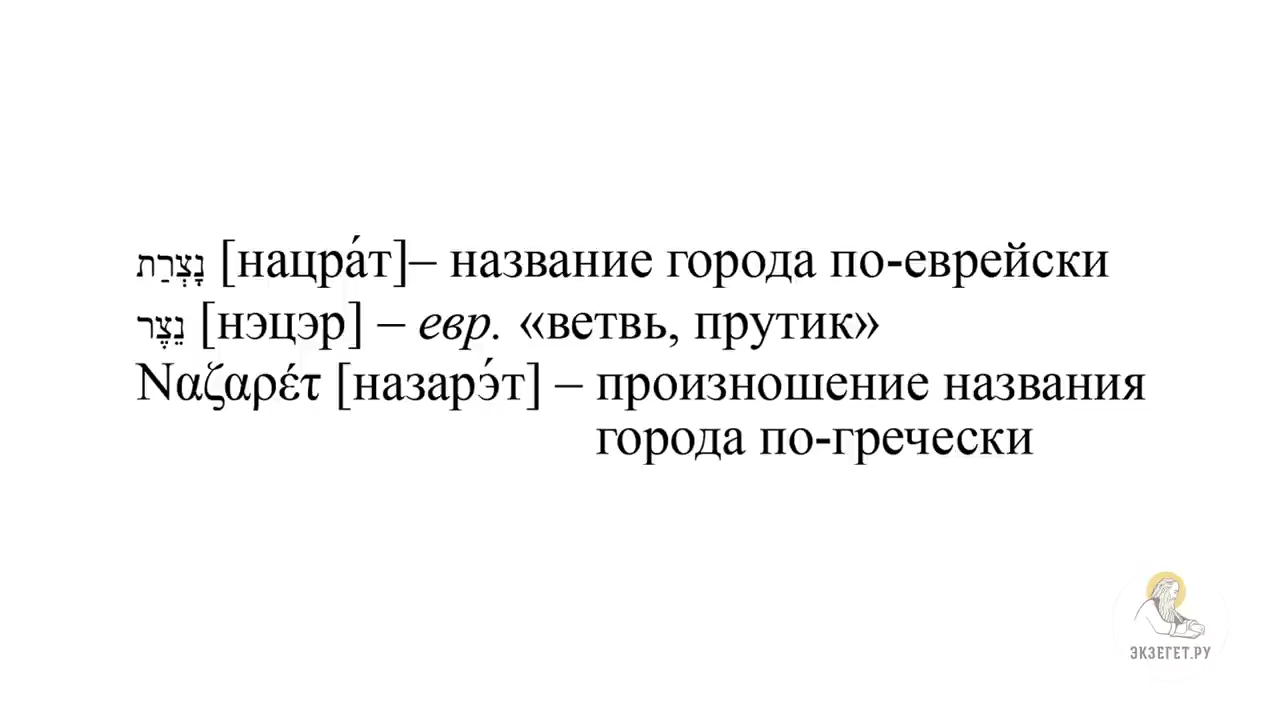 נָצְרַת [нацра́т]– название города по-еврейски
נֵצֶר [нэцэр] – евр. «ветвь, прутик»
Ναζαρέτ [назарэ́т] – произношение названия
города по-гречески
ЭКЗЕГЕТ.РУ